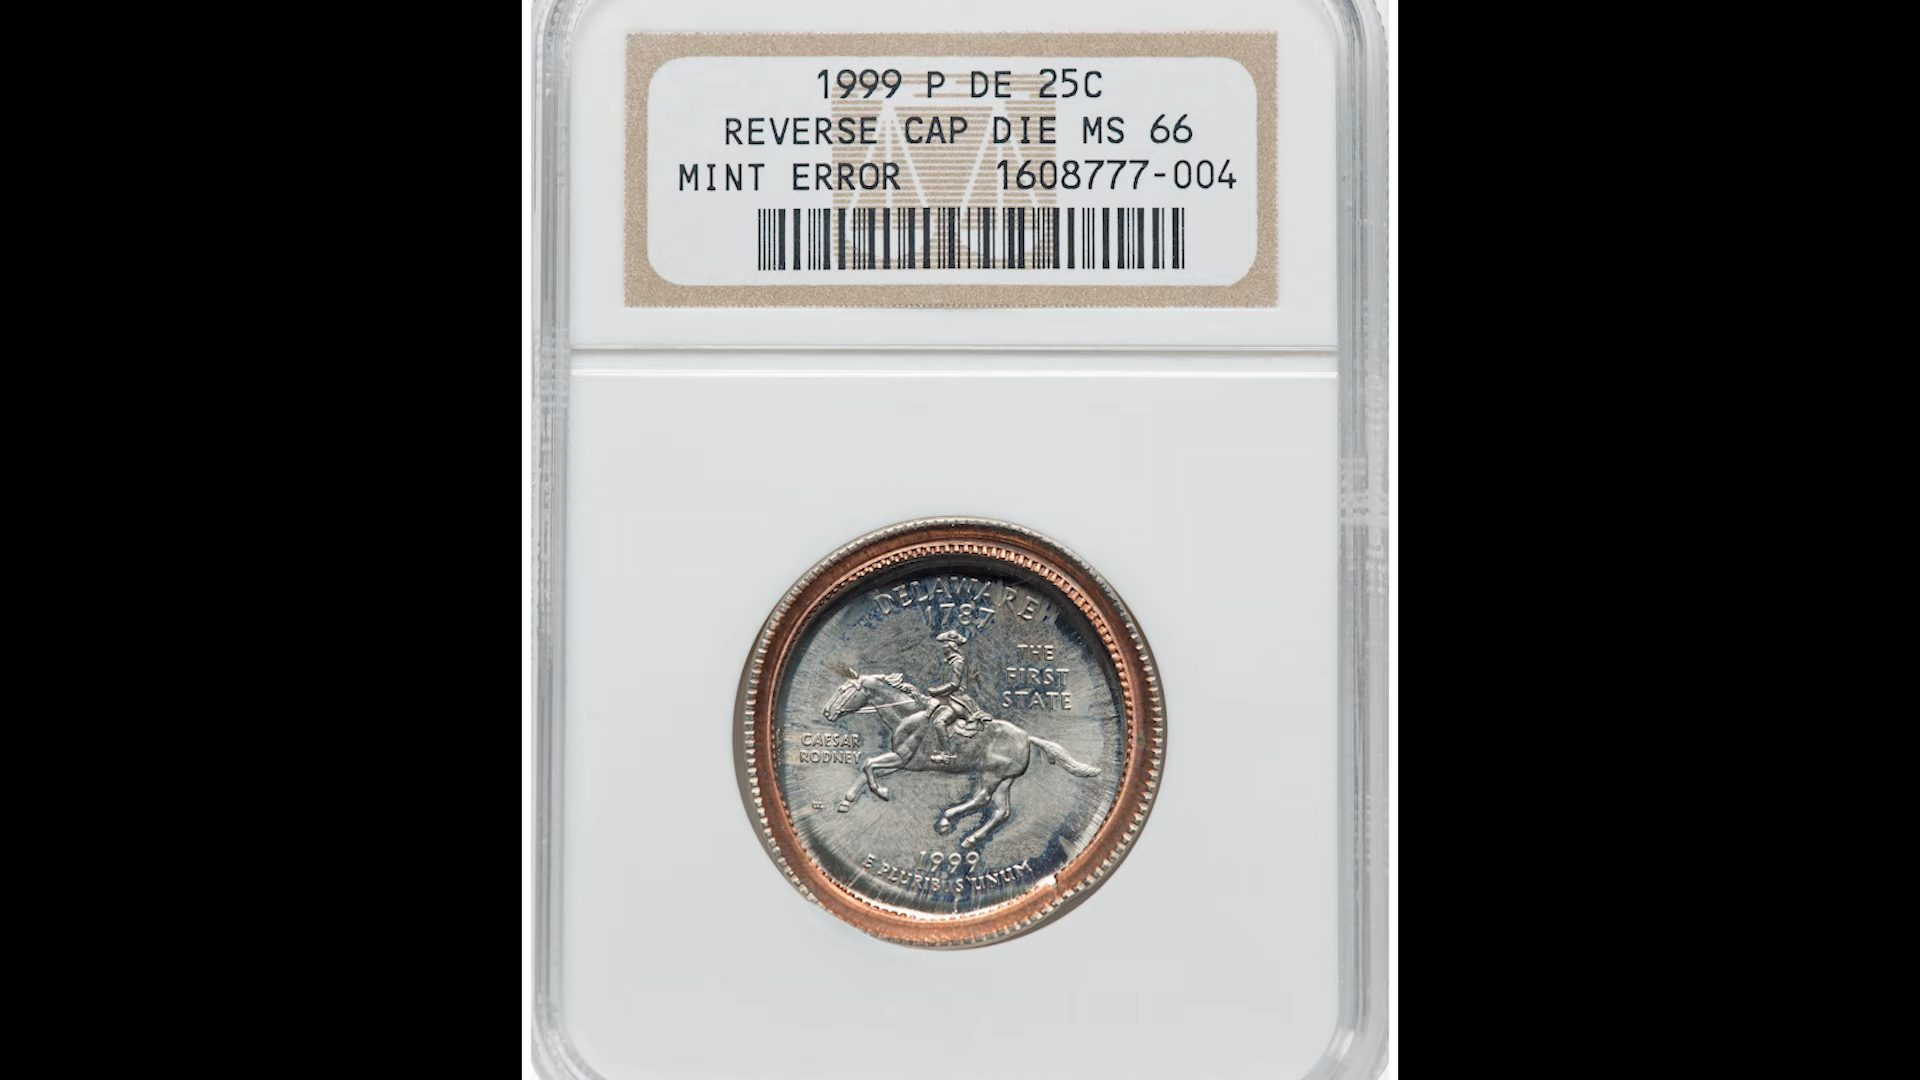 1999 P DE 25C
REVERSE CAP DIE MS 66
MINT ERROR 1608777-004
DELAWARE
1787
THE
FIRST
STATE
CAESAR
RODNEY
1999
E PLURIBUS UNUM